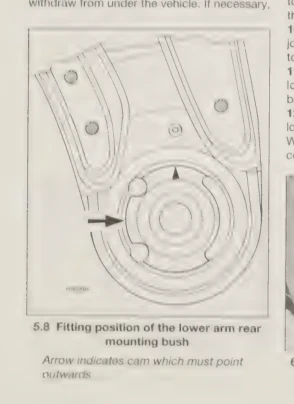 withdraw from under the vehicle. If necessary,
5.8 Fitting position of the lower arm rear
mounting bush
Arrow indicates cam which must point
outwards